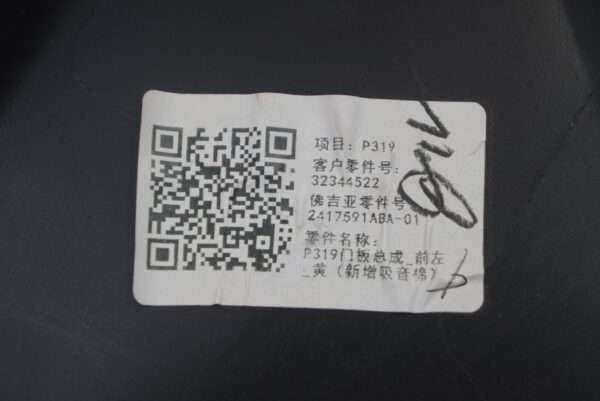 项目: P319
客户零件号:
32344522
佛吉亚零件号
2417591ABA-01
零件名称:
P319门板总成_前左
_黄（新增吸音棉）